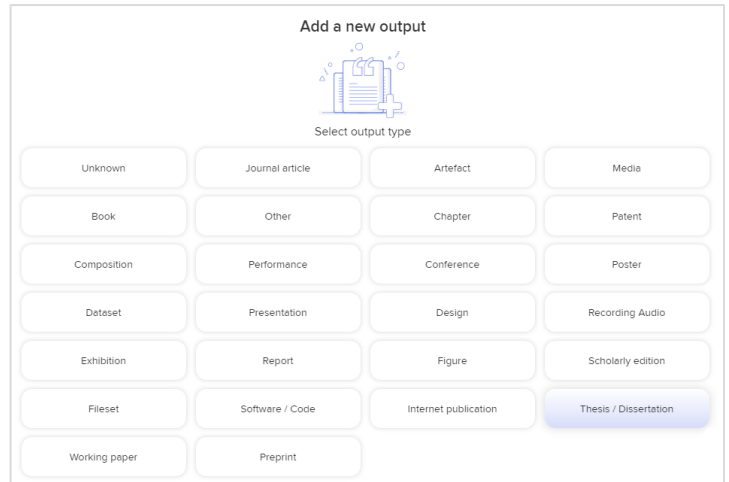 Add a new output
Select output type
Unknown Journal article Artefact Media
Book Other Chapter Patent
Composition Performance Conference Poster
Dataset Presentation Design Recording Audio
Exhibition Report Figure Scholarly edition
Fileset Software / Code Internet publication Thesis / Dissertation
Working paper Preprint